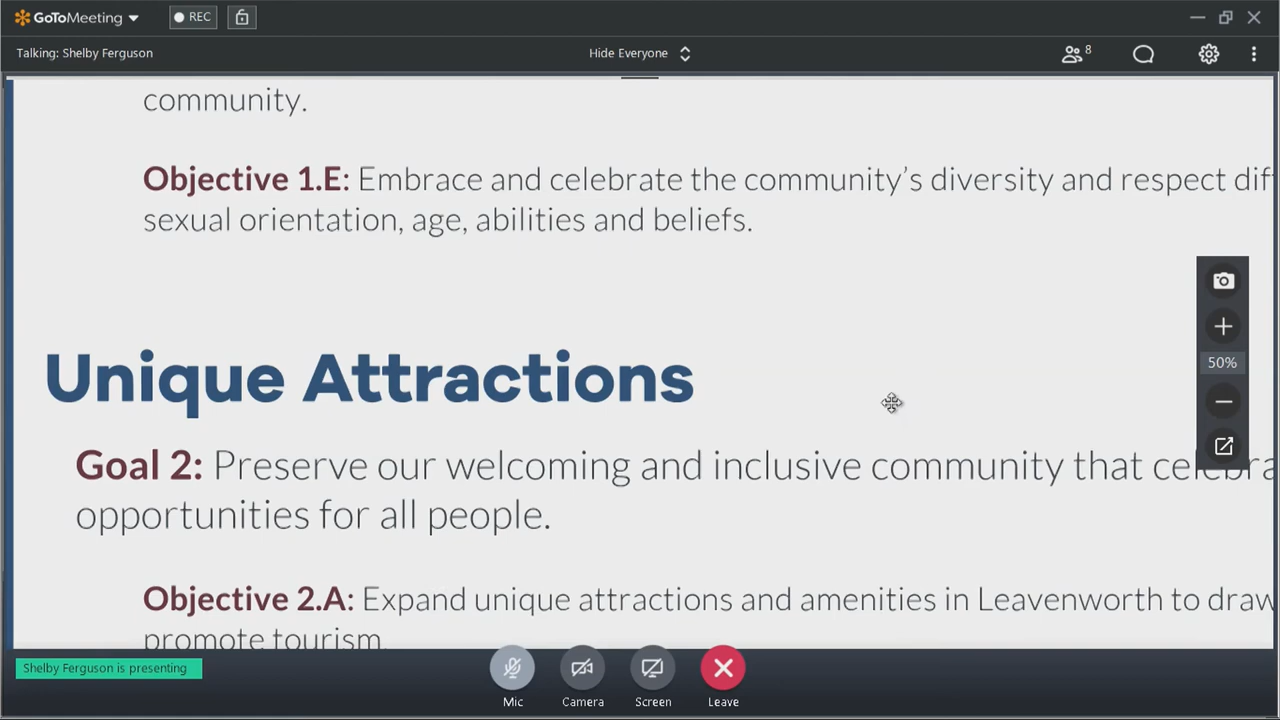 GoToMeeting
REC
Talking: Shelby Ferguson
Hide Everyone
8
community.
Objective 1.E: Embrace and celebrate the community's diversity and respect
sexual orientation, age, abilities and beliefs.
50%
Unique Attractions
Goal 2: Preserve our welcoming and inclusive community that
opportunities for all people.
Objective 2.A: Expand unique attractions and amenities in Leavenworth to draw
promote tourism
Shelby Ferguson is presenting
Mic
Camera
Screen
Leave